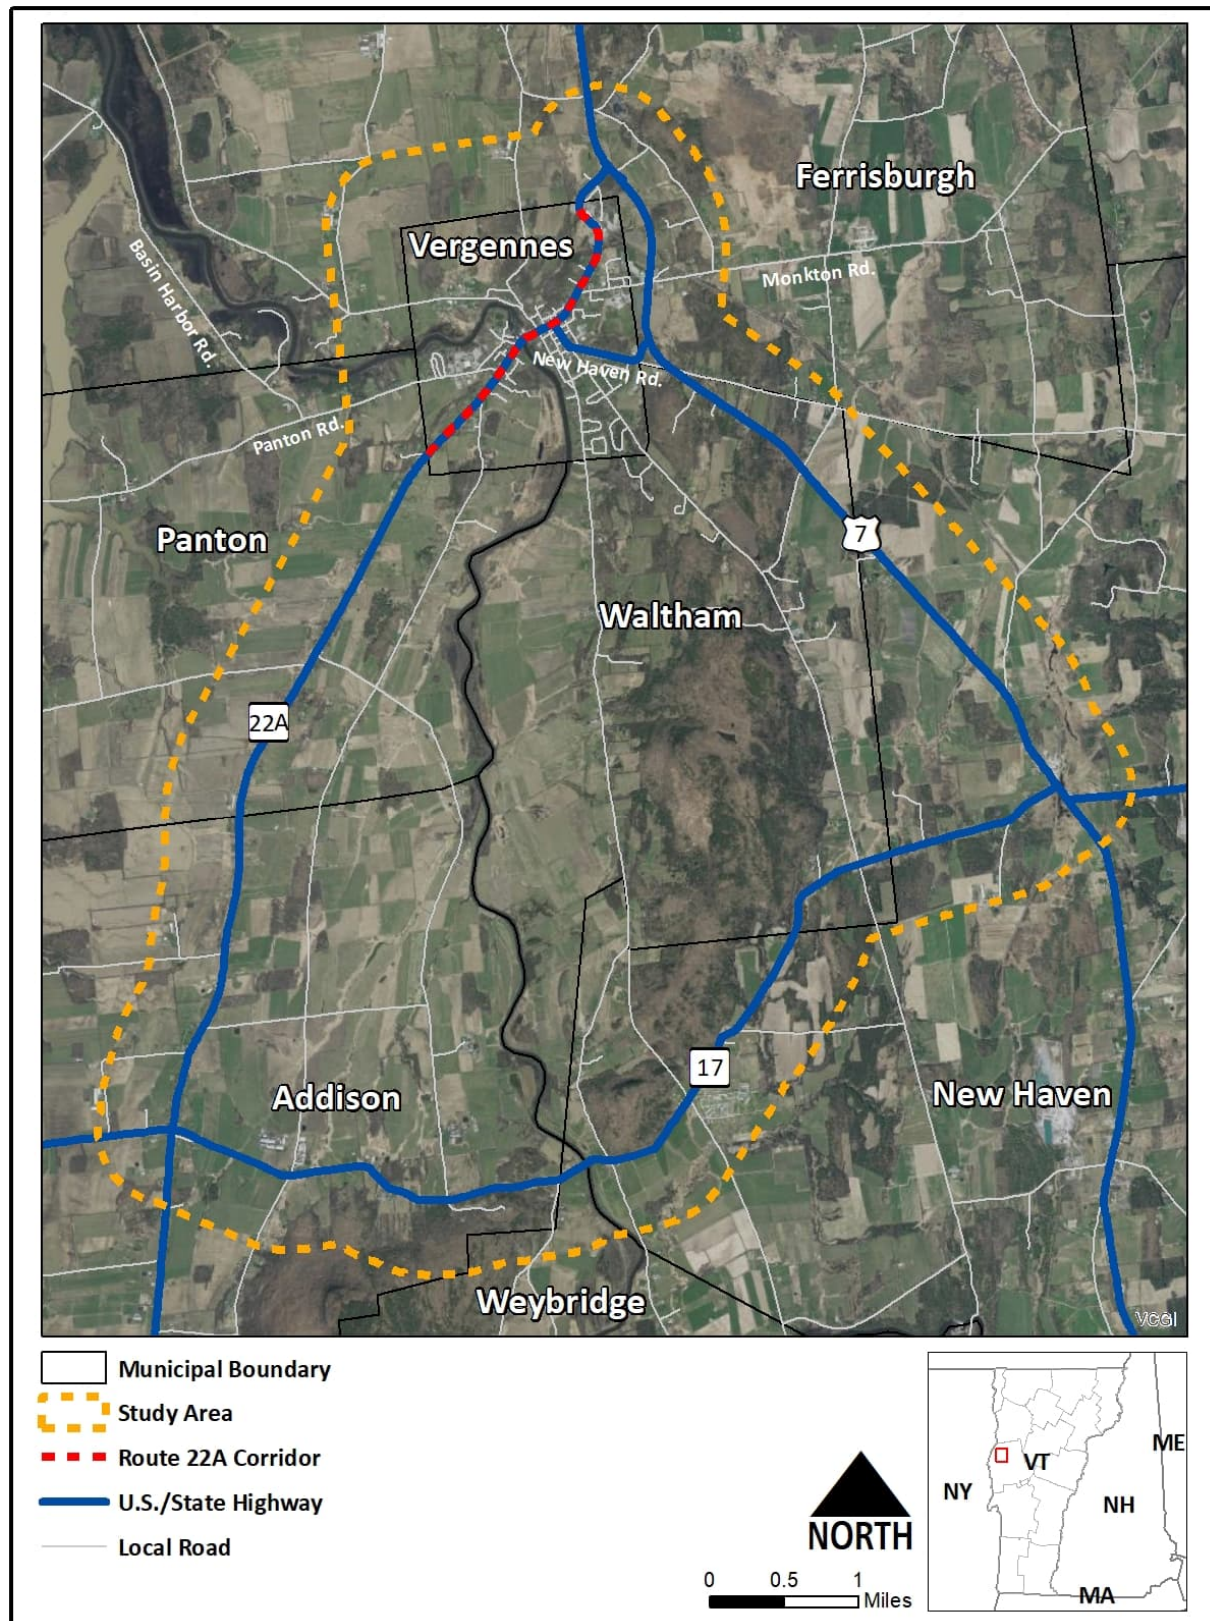 Ferrisburgh
Vergennes
Monkton Rd.
Basin Harbor Rd.
New Haven Rd.
Panton Rd.
Panton
7
Waltham
22A
17
Addison
New Haven
Weybridge
VCGI
Municipal Boundary
Study Area
Route 22A Corridor
U.S./State Highway
Local Road
NORTH
0 0.5 1
Miles
ME
VT
NY
NH
MA